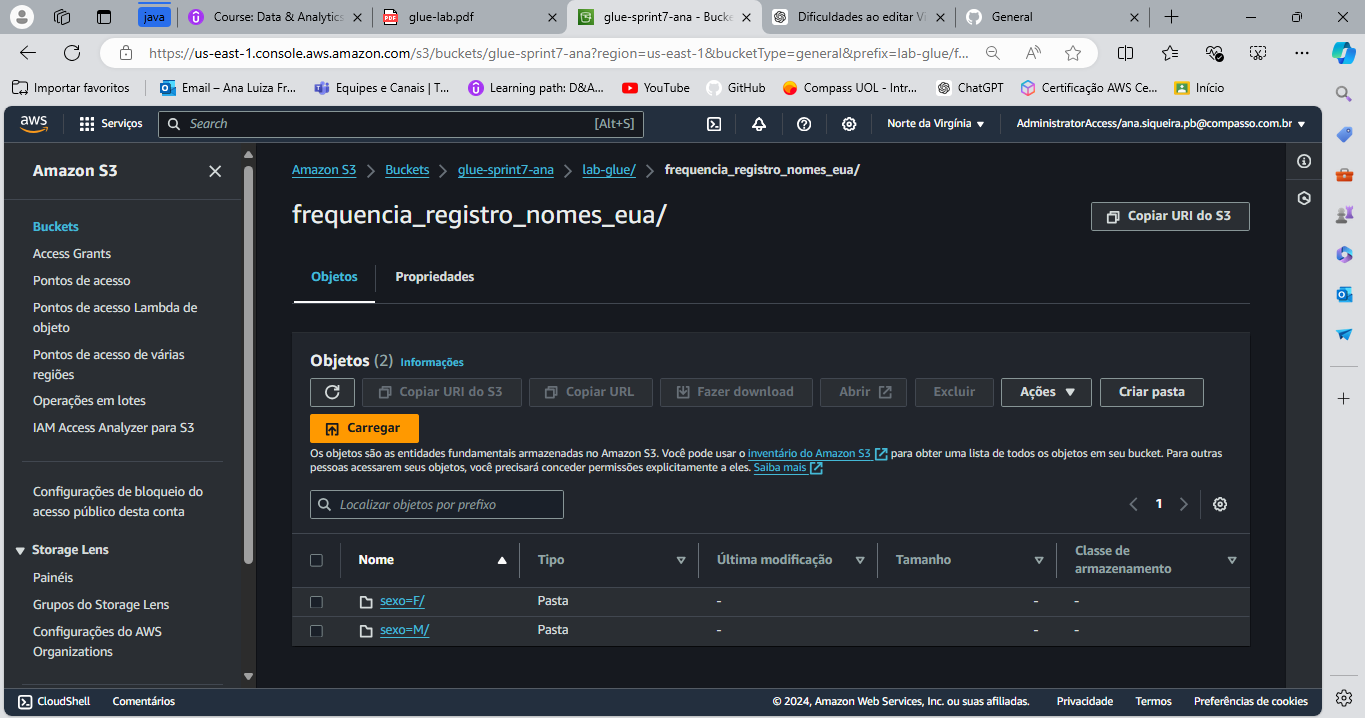 java
Course: Data & Analytics
glue-lab.pdf
glue-sprint7-ana - Bucke
Dificuldades ao editar Vi
General
https://us-east-1.console.aws.amazon.com/s3/buckets/glue-sprint7-ana?region=us-east-1&bucketType=general&prefix=lab-glue/f...
Importar favoritos
Email – Ana Luiza Fr...
Equipes e Canais | T...
Learning path: D&A...
YouTube
GitHub
Compass UOL - Intr...
ChatGPT
Certificação AWS Ce...
Início
aws
Serviços
Search
[Alt+S]
Norte da Virgínia
AdministratorAccess/ana.siqueira.pb@compasso.com.br
Amazon S3
Buckets
Access Grants
Pontos de acesso
Pontos de acesso Lambda de
objeto
Pontos de acesso de várias
regiões
Operações em lotes
IAM Access Analyzer para S3
Configurações de bloqueio do
acesso público desta conta
Storage Lens
Painéis
Grupos do Storage Lens
Configurações do AWS
Organizations
Amazon S3 > Buckets > glue-sprint7-ana > lab-glue/ > frequencia_registro_nomes_eua/
frequencia_registro_nomes_eua/
Copiar URI do S3
Objetos
Propriedades
Objetos (2) Informações
Copiar URI do S3
Copiar URL
Fazer download
Abrir
Excluir
Ações
Criar pasta
Carregar
Os objetos são as entidades fundamentais armazenadas no Amazon S3. Você pode usar o inventário do Amazon S3 para obter uma lista de todos os objetos em seu bucket. Para outras
pessoas acessarem seus objetos, você precisará conceder permissões explicitamente a eles. Saiba mais
Localizar objetos por prefixo
1
Nome
Tipo
Última modificação
Tamanho
Classe de
armazenamento
sexo=F/ Pasta - - -
sexo=M/ Pasta - - -
CloudShell
Comentários
© 2024, Amazon Web Services, Inc. ou suas afiliadas.
Privacidade
Termos
Preferências de cookies